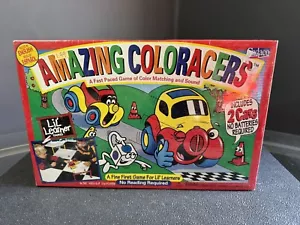 AMAZING COLORACERS™
A Fast Paced Game of Color Matching and Sound
INCLUDES
2 Cars
NO BATTERIES
REQUIRED
Lil'
Learner
A Fine First Game For Lil' Learners
No Reading Required